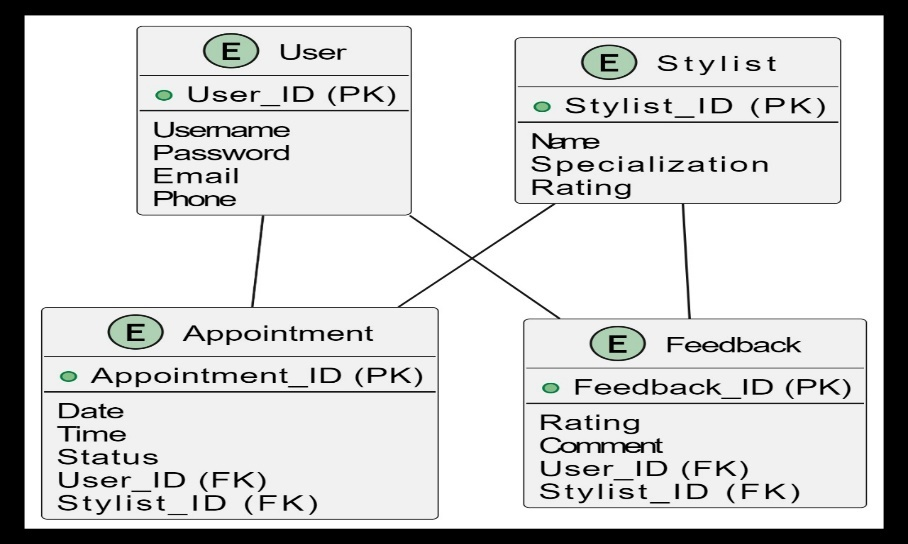 E User
User_ID (PK)
Username
Password
Email
Phone
E Stylist
Stylist_ID (PK)
Name
Specialization
Rating
E Appointment
Appointment_ID (PK)
Date
Time
Status
User_ID (FK)
Stylist_ID (FK)
E Feedback
Feedback_ID (PK)
Rating
Comment
User_ID (FK)
Stylist_ID (FK)